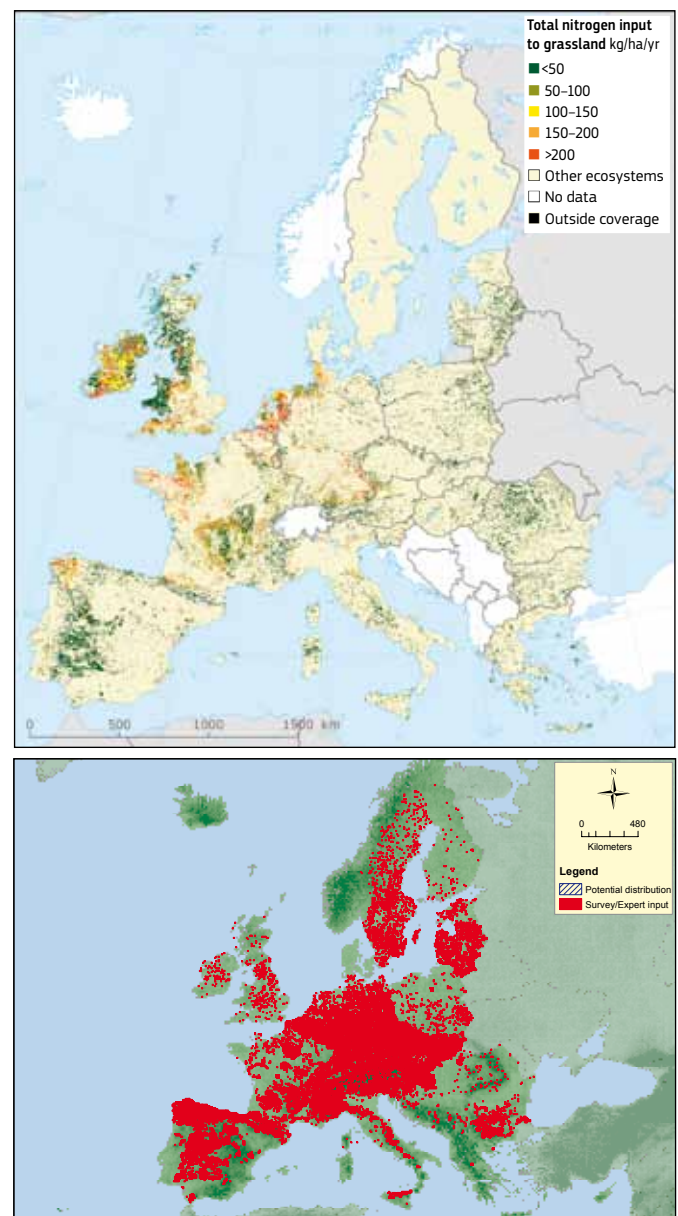 Total nitrogen input
to grassland kg/ha/yr
<50
50–100
100–150
150–200
>200
Other ecosystems
No data
Outside coverage
0 500 1000 1500 km
N
0 480
Kilometers
Legend
Potential distribution
Survey/Expert input